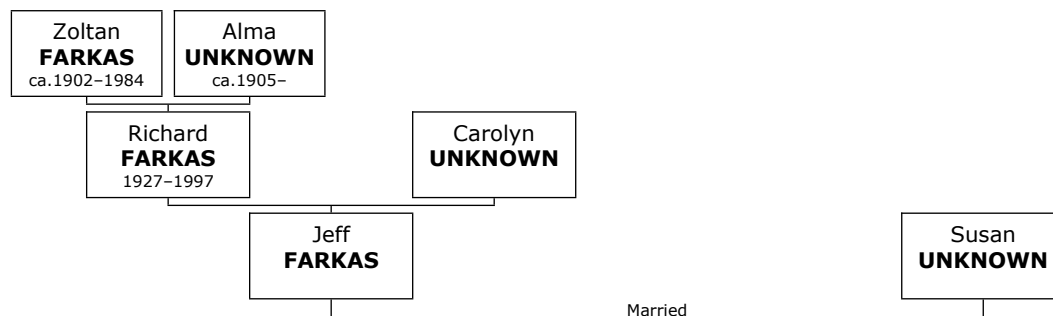 Zoltan
FARKAS
ca.1902–1984
Alma
UNKNOWN
ca.1905–
Richard
FARKAS
1927–1997
Carolyn
UNKNOWN
Jeff
FARKAS
Susan
UNKNOWN
Married